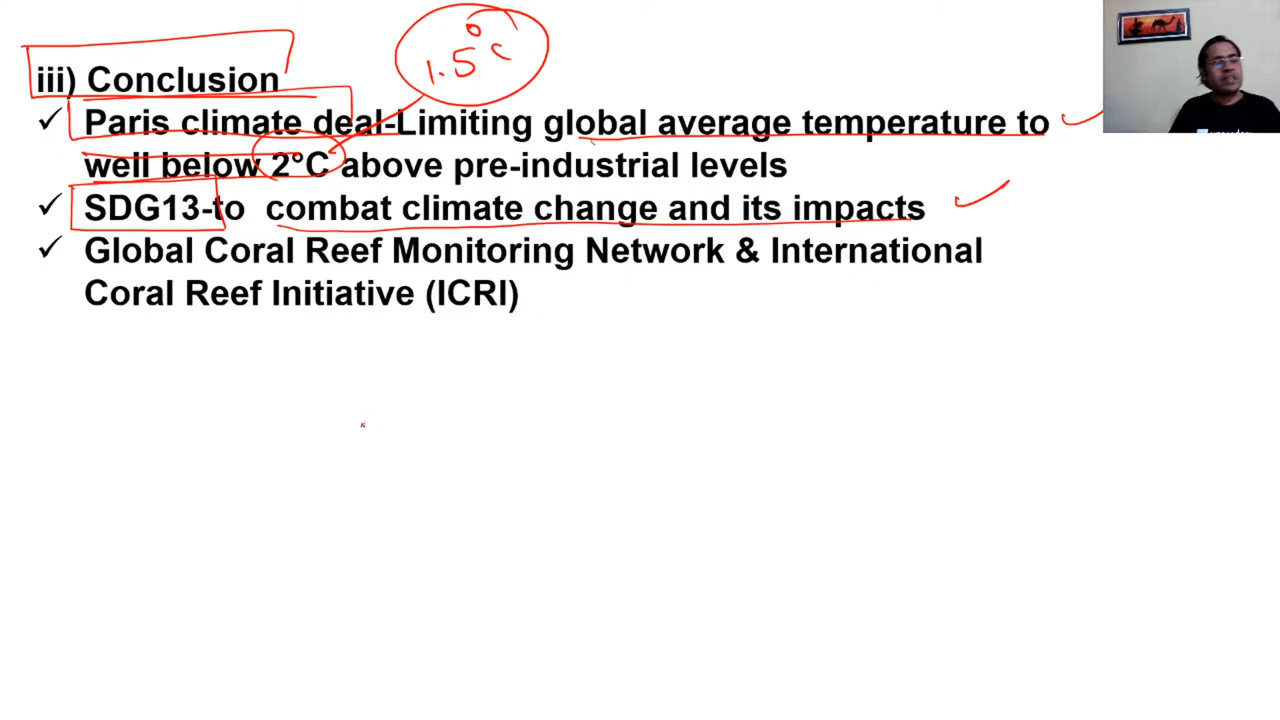 1.5°C
iii) Conclusion
✓ Paris climate deal-Limiting global average temperature to
well below 2°C above pre-industrial levels
✓ SDG13-to combat climate change and its impacts
✓ Global Coral Reef Monitoring Network & International
Coral Reef Initiative (ICRI)